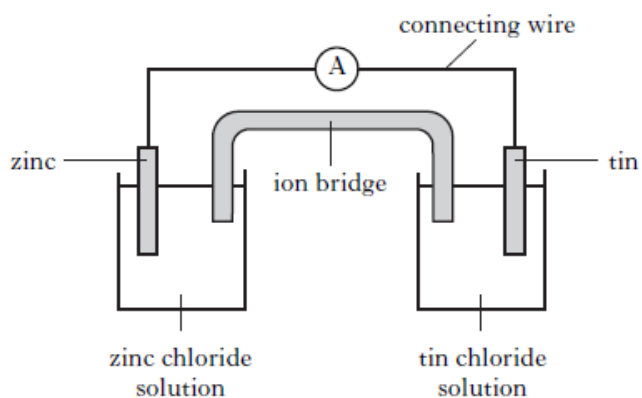 connecting wire
A
zinc
ion bridge
tin
zinc chloride
solution
tin chloride
solution